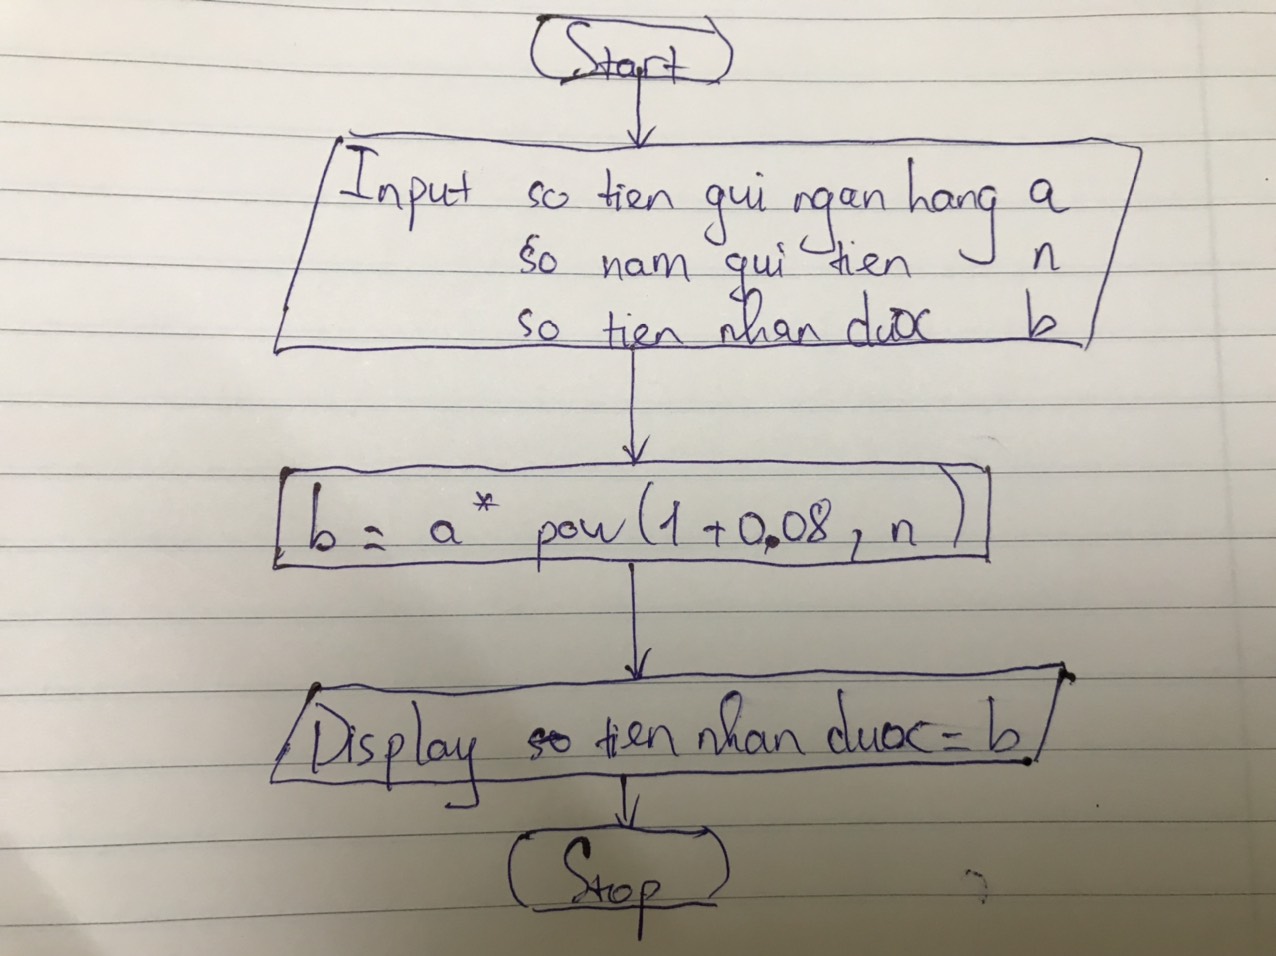 Start
Input so tien gui ngan hang a
so nam gui tien n
so tien nhan duoc b
b = a * pow (1 + 0.08, n)
Display so tien nhan duoc = b
Stop